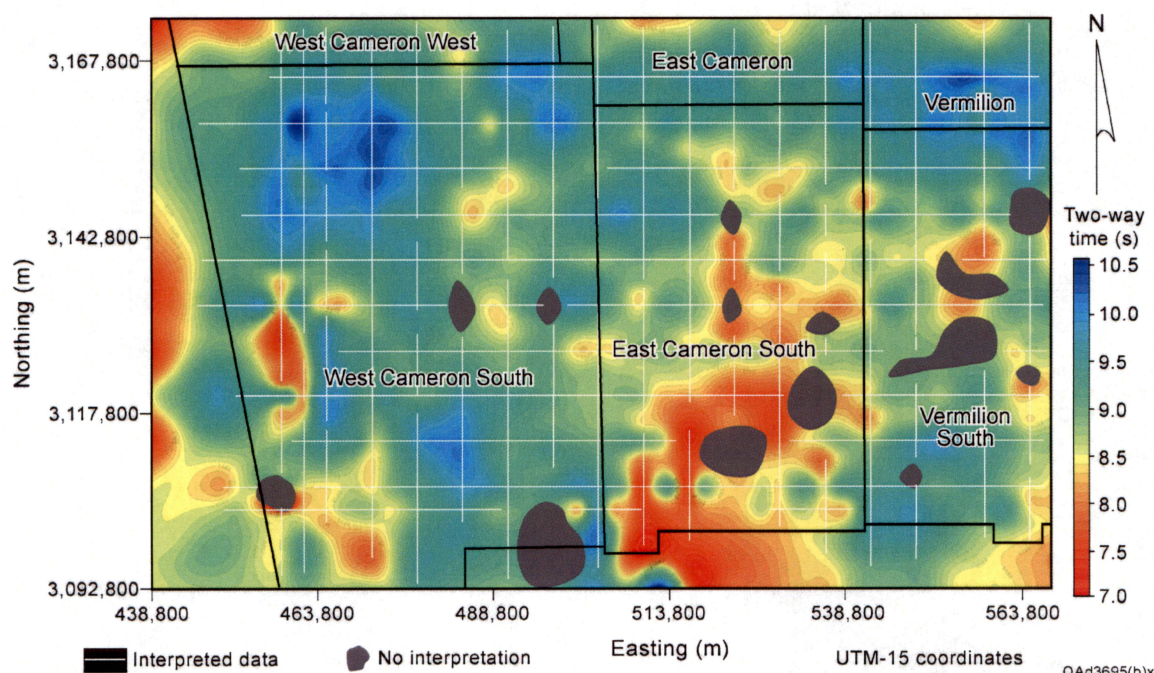 N
West Cameron West
3,167,800
East Cameron
Vermilion
Two-way
time (s)
3,142,800
10.5
10.0
Northing (m)
East Cameron South
9.5
West Cameron South
3,117,800
9.0
Vermilion
South
8.5
8.0
7.5
3,092,800
7.0
438,800
463,800
488,800
513,800
538,800
563,800
Interpreted data
No interpretation
Easting (m)
UTM-15 coordinates
QAd3695(b)x